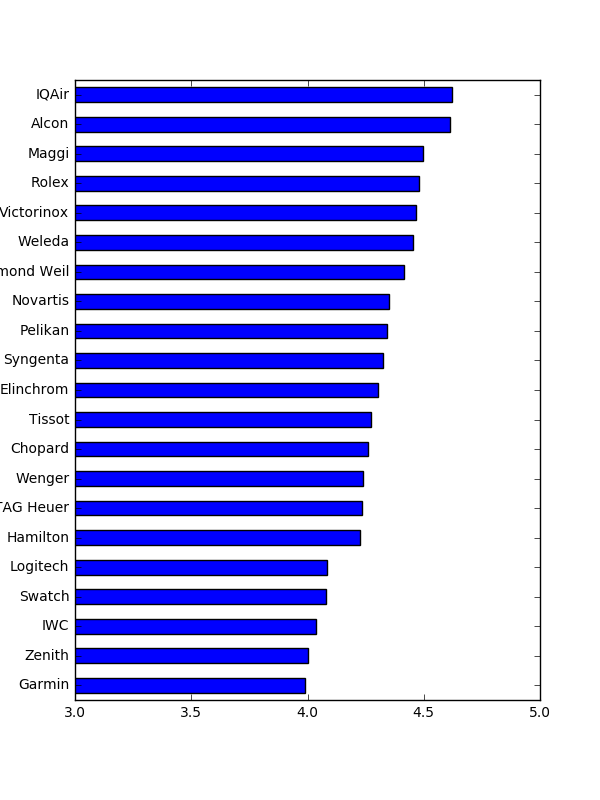 IQAir
Alcon
Maggi
Rolex
Victorinox
Weleda
mond Weil
Novartis
Pelikan
Syngenta
Elinchrom
Tissot
Chopard
Wenger
TAG Heuer
Hamilton
Logitech
Swatch
IWC
Zenith
Garmin
3.0 3.5 4.0 4.5 5.0